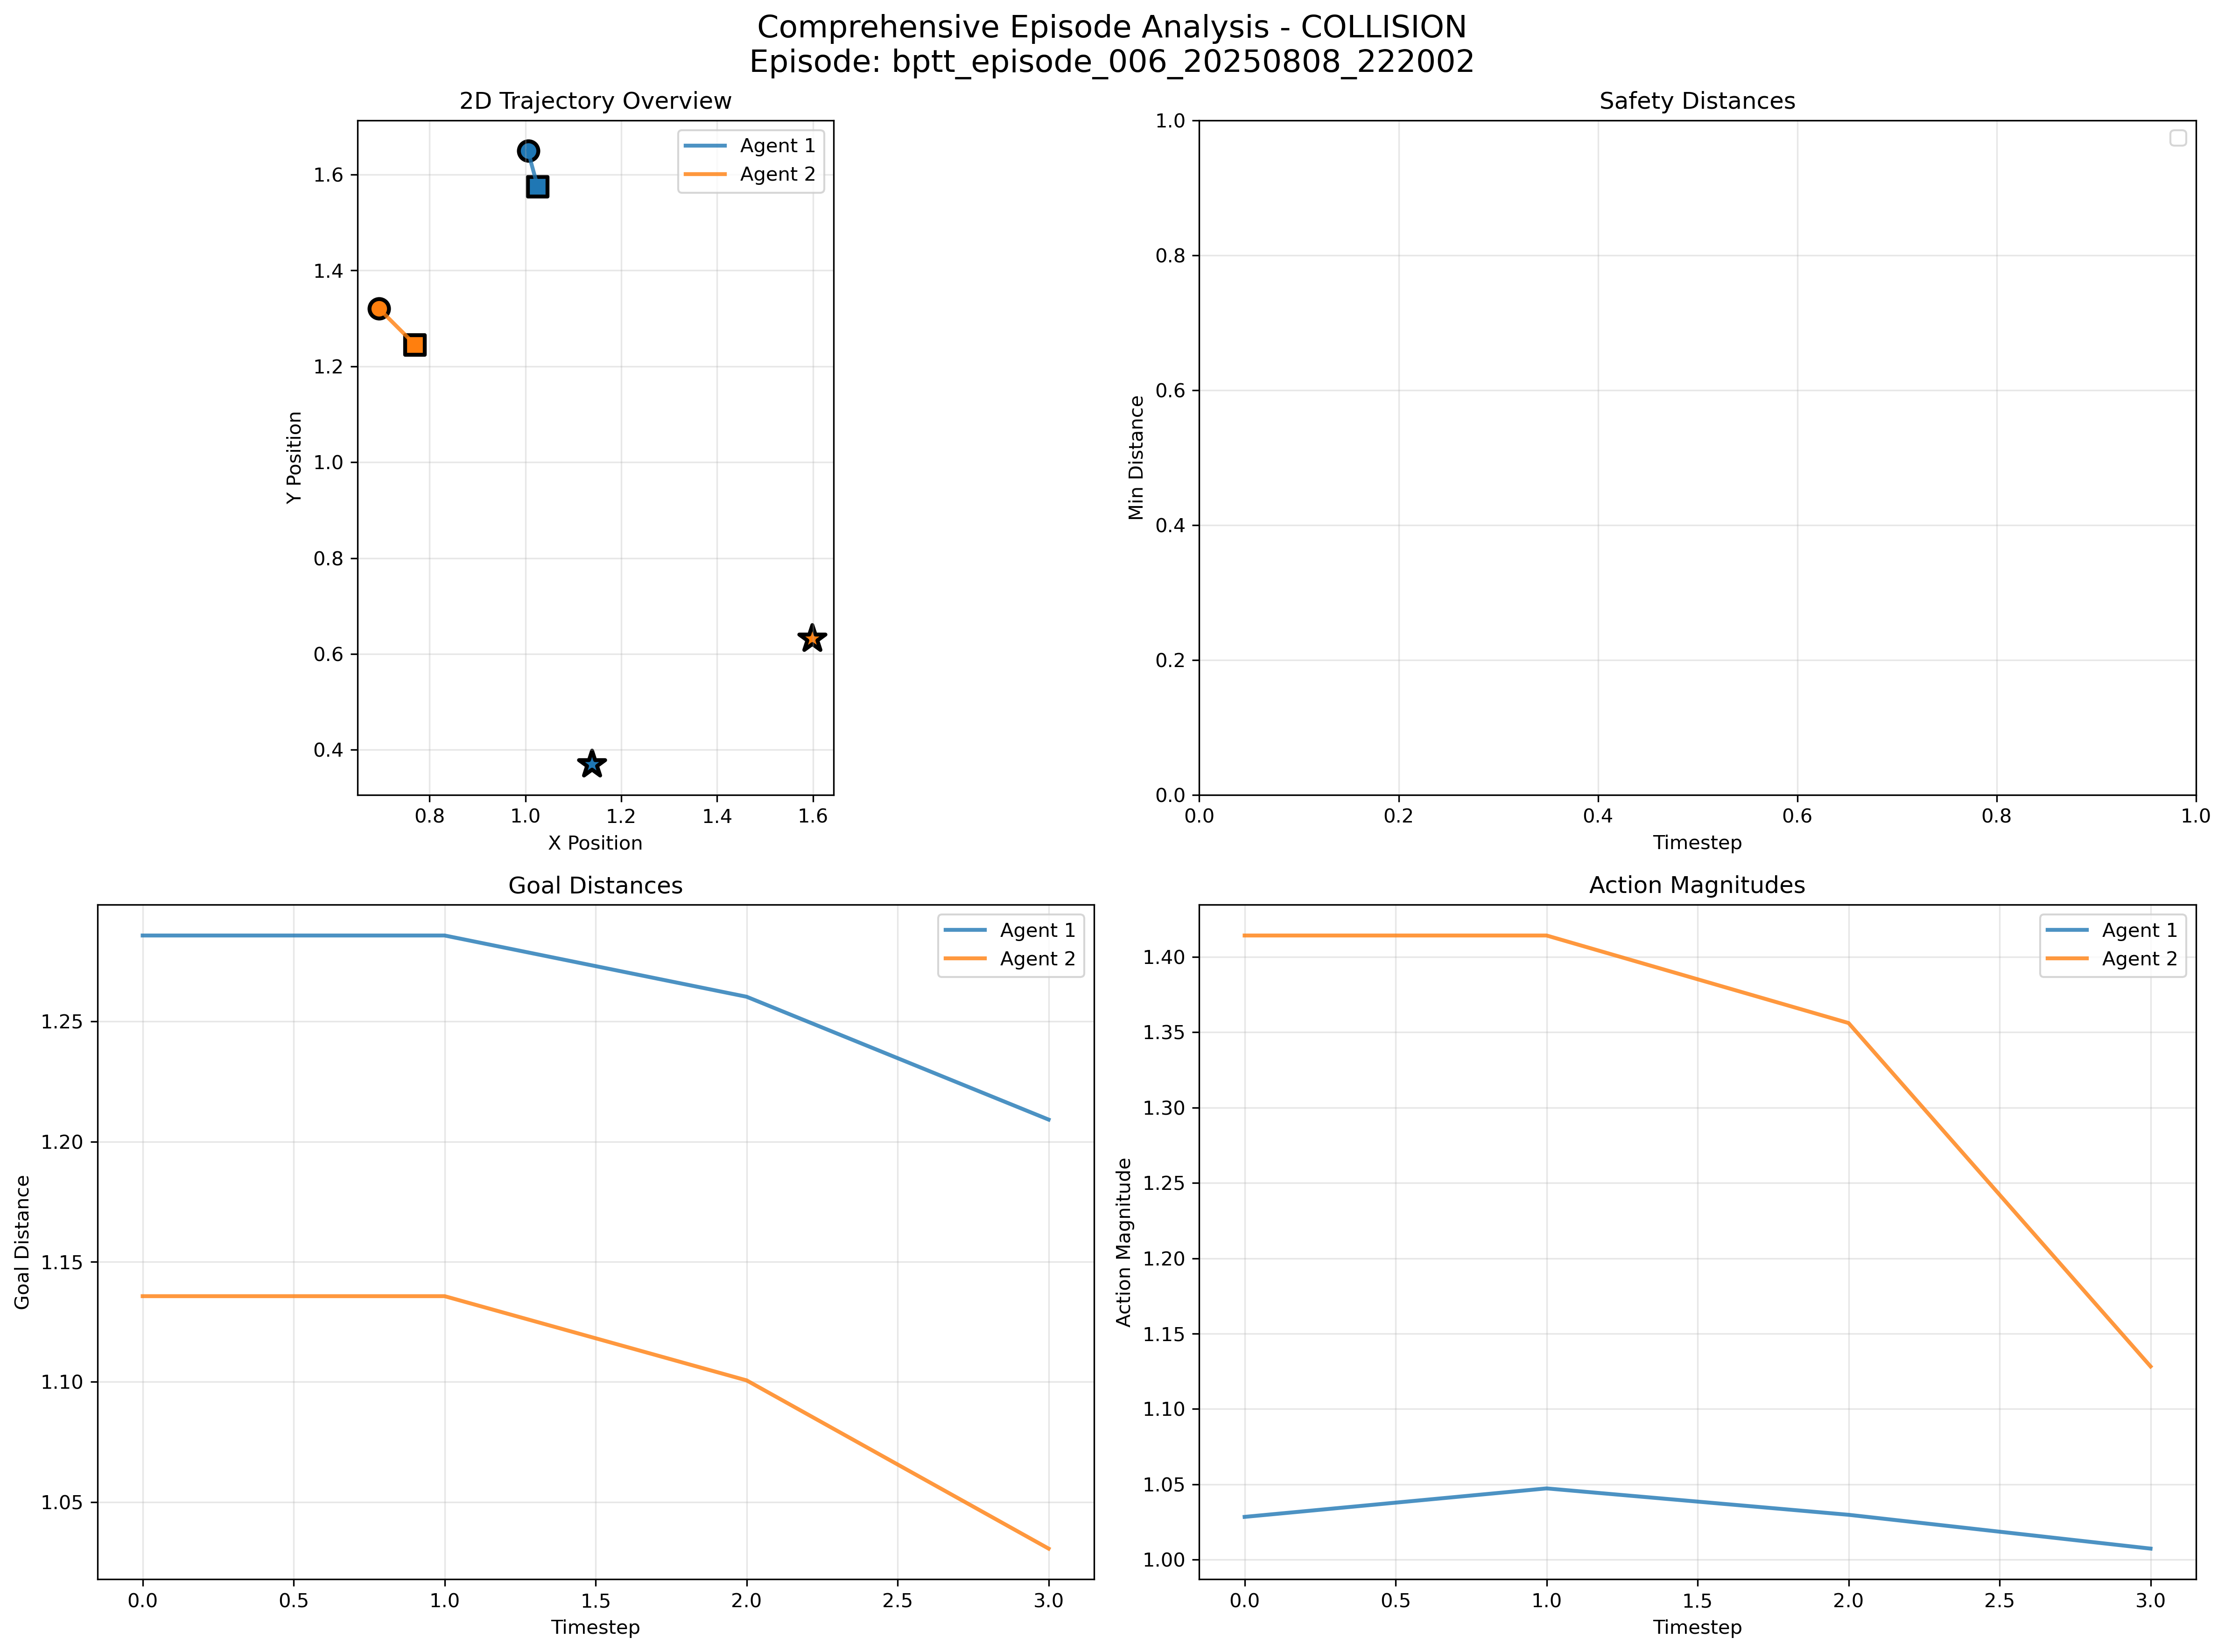 Comprehensive Episode Analysis - COLLISION
Episode: bptt_episode_006_20250808_222002
2D Trajectory Overview
Agent 1
Agent 2
1.6
1.4
1.2
1.0
0.8
0.6
0.4
Y Position
0.8
1.0
1.2
1.4
1.6
X Position
Safety Distances
1.0
0.8
0.6
0.4
0.2
0.0
Min Distance
0.0
0.2
0.4
0.6
0.8
1.0
Timestep
Goal Distances
Agent 1
Agent 2
1.25
1.20
1.15
1.10
1.05
Goal Distance
0.0
0.5
1.0
1.5
2.0
2.5
3.0
Timestep
Action Magnitudes
Agent 1
Agent 2
1.40
1.35
1.30
1.25
1.20
1.15
1.10
1.05
1.00
Action Magnitude
0.0
0.5
1.0
1.5
2.0
2.5
3.0
Timestep